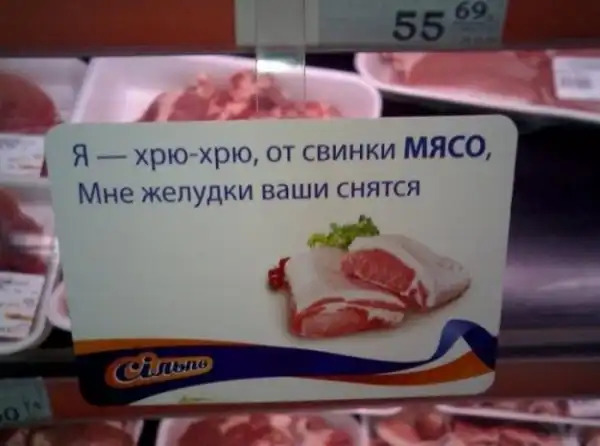 55 69
Я — хрю-хрю, от свинки МЯСО,
Мне желудки ваши снятся
Сільпо